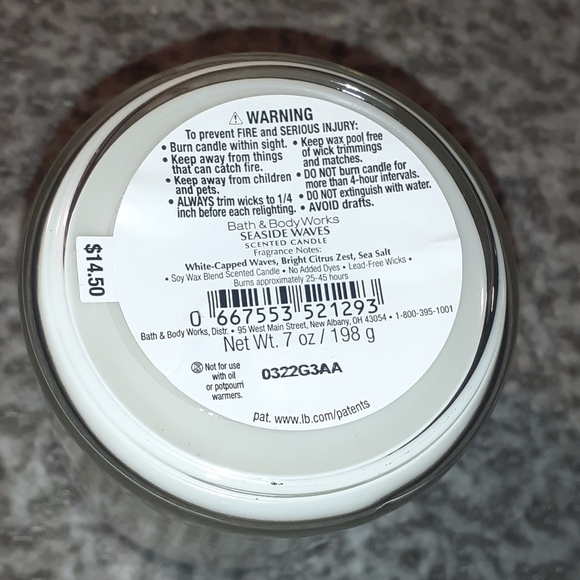 ⚠ WARNING
To prevent FIRE and SERIOUS INJURY:
• Burn candle within sight.
• Keep away from things
that can catch fire.
• Keep away from children
and pets.
• ALWAYS trim wicks to 1/4
inch before each relighting.
• Keep wax pool free
of wick trimmings
and matches.
• DO NOT burn candle for
more than 4-hour intervals.
• DO NOT extinguish with water.
• AVOID drafts.
Bath & Body Works
SEASIDE WAVES
SCENTED CANDLE
Fragrance Notes:
White-Capped Waves, Bright Citrus Zest, Sea Salt
• Soy Wax Blend Scented Candle • No Added Dyes • Lead-Free Wicks •
Burns approximately 25-45 hours
0 667553 521293
Bath & Body Works, Distr. • 95 West Main Street, New Albany, OH 43054 • 1-800-395-1001
Net Wt. 7 oz / 198 g
Not for use
with oil
or potpourri
warmers.
0322G3AA
pat. www.lb.com/patents
$14.50